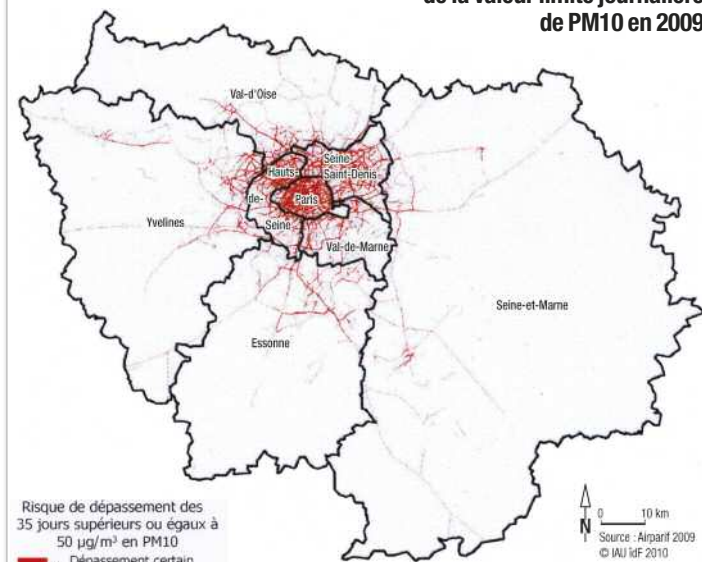 de la valeur limite journalière
de PM10 en 2009
Val-d'Oise
Seine-
Saint-Denis
Hauts-
de-
Seine
Paris
Yvelines
Val-de-Marne
Seine-et-Marne
Essonne
Risque de dépassement des
35 jours supérieurs ou égaux à
50 µg/m³ en PM10
Dépassement certain
N
0 10 km
Source : Airparif 2009
© IAU îdF 2010